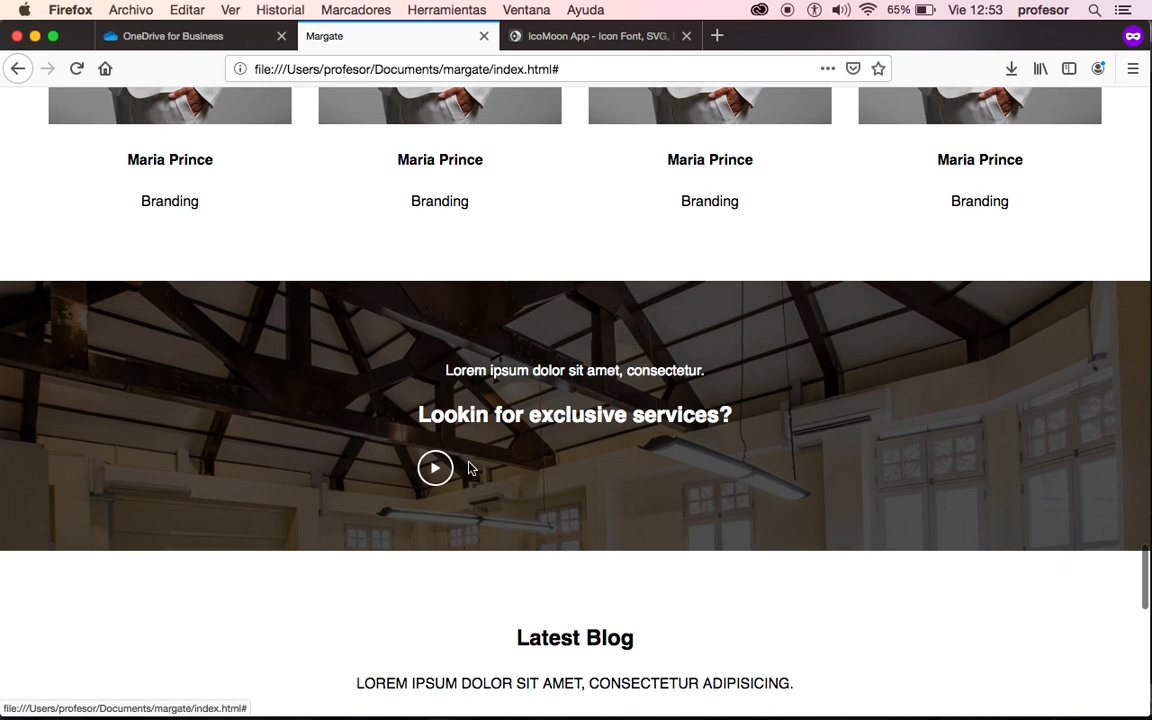 Firefox Archivo Editar Ver Historial Marcadores Herramientas Ventana Ayuda 65% Vie 12:53 profesor
OneDrive for Business Margate IcoMoon App - Icon Font, SVG,
file:///Users/profesor/Documents/margate/index.html#
Maria Prince Maria Prince Maria Prince Maria Prince
Branding Branding Branding Branding
Lorem ipsum dolor sit amet, consectetur.
Lookin for exclusive services?
Latest Blog
LOREM IPSUM DOLOR SIT AMET, CONSECTETUR ADIPISICING.
file:///Users/profesor/Documents/margate/index.html#